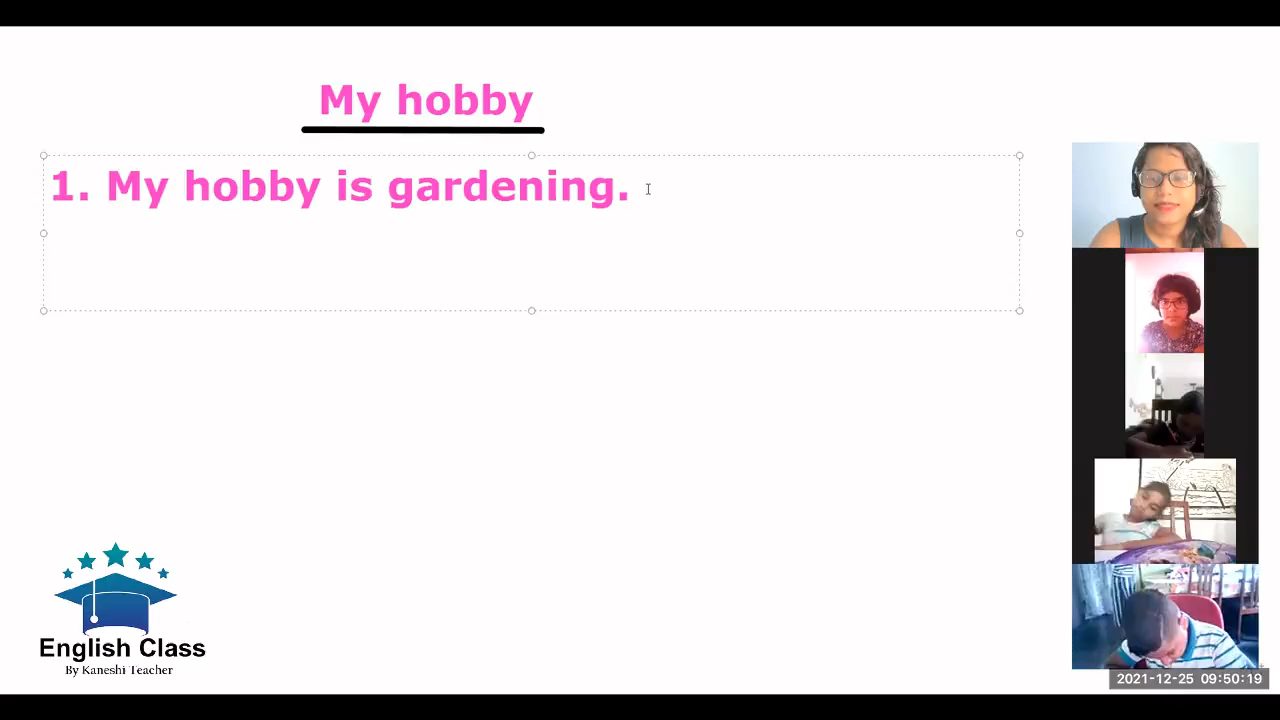 My hobby
1. My hobby is gardening.
English Class
By Kaneshi Teacher
2021-12-25 09:50:19